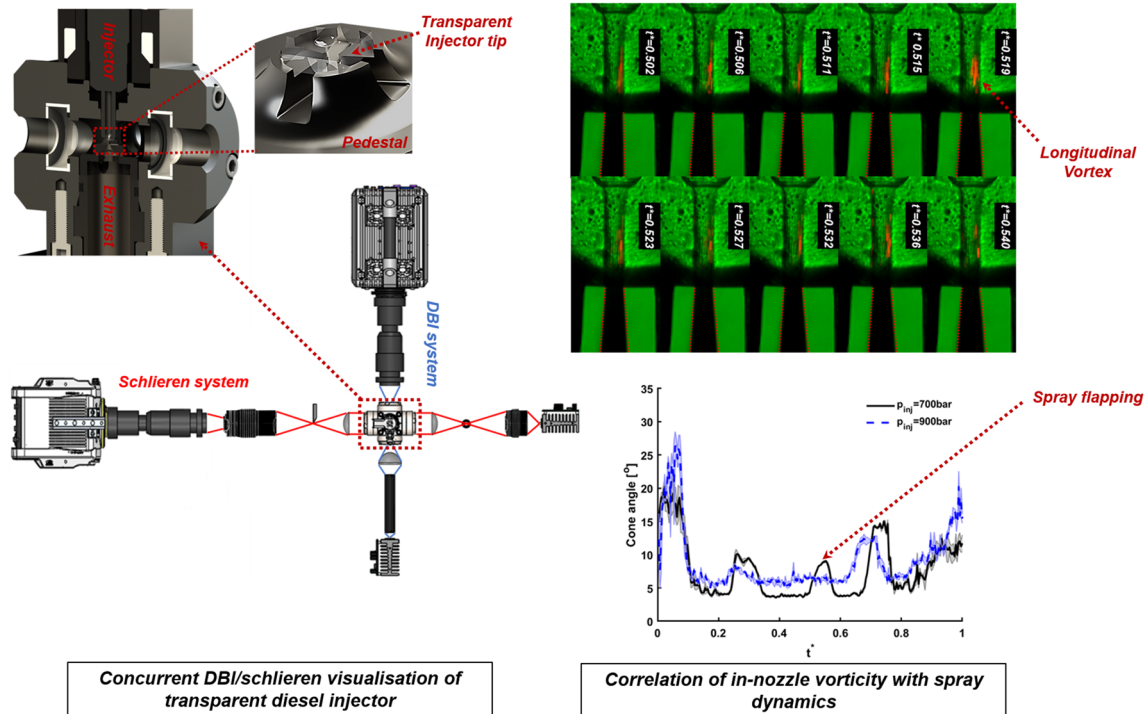 Injector
Exhaust
Transparent
Injector tip
Pedestal
Schlieren system
DBI system
Concurrent DBI/schlieren visualisation of
transparent diesel injector
t*=0.502
t*=0.506
t*=0.511
t* 0.515
t*=0.519
Longitudinal
Vortex
t*=0.523
t*=0.527
t*=0.532
t*=0.536
t*=0.540
Spray flapping
p_inj=700bar
p_inj=900bar
Cone angle [°]
35
30
25
20
15
10
5
0
0
0.2
0.4
0.6
0.8
1
t*
Correlation of in-nozzle vorticity with spray
dynamics